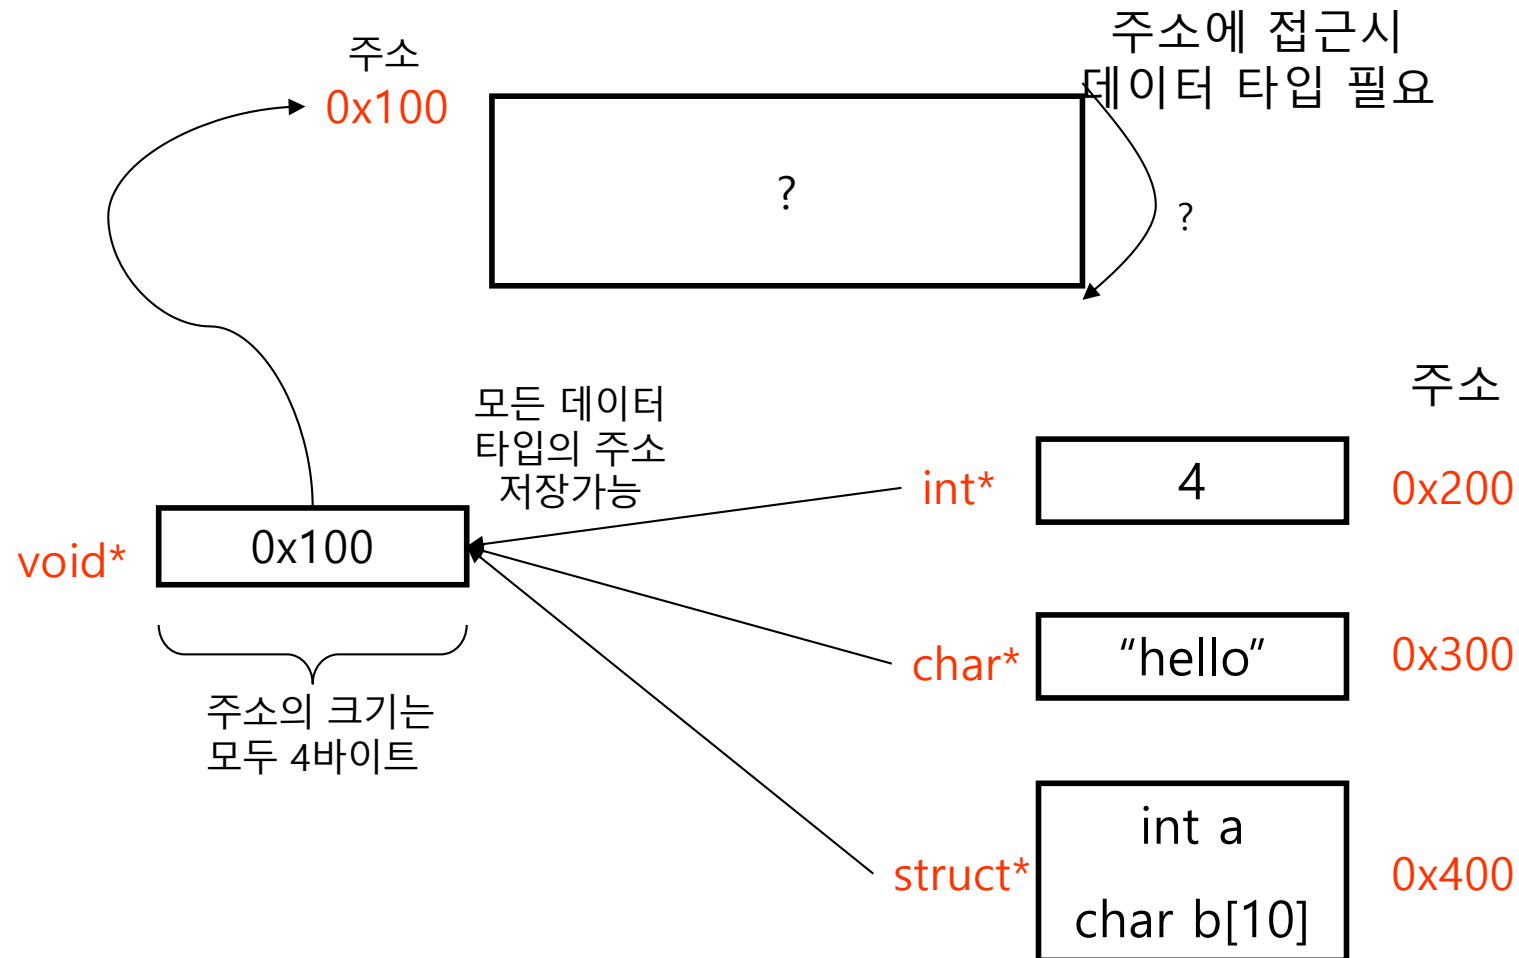 주소에 접근시
데이터 타입 필요
주소
0x100
?
?
모든 데이터
타입의 주소
저장가능
주소
int*
4
0x200
void*
0x100
char*
“hello”
0x300
주소의 크기는
모두 4바이트
struct*
int a
char b[10]
0x400